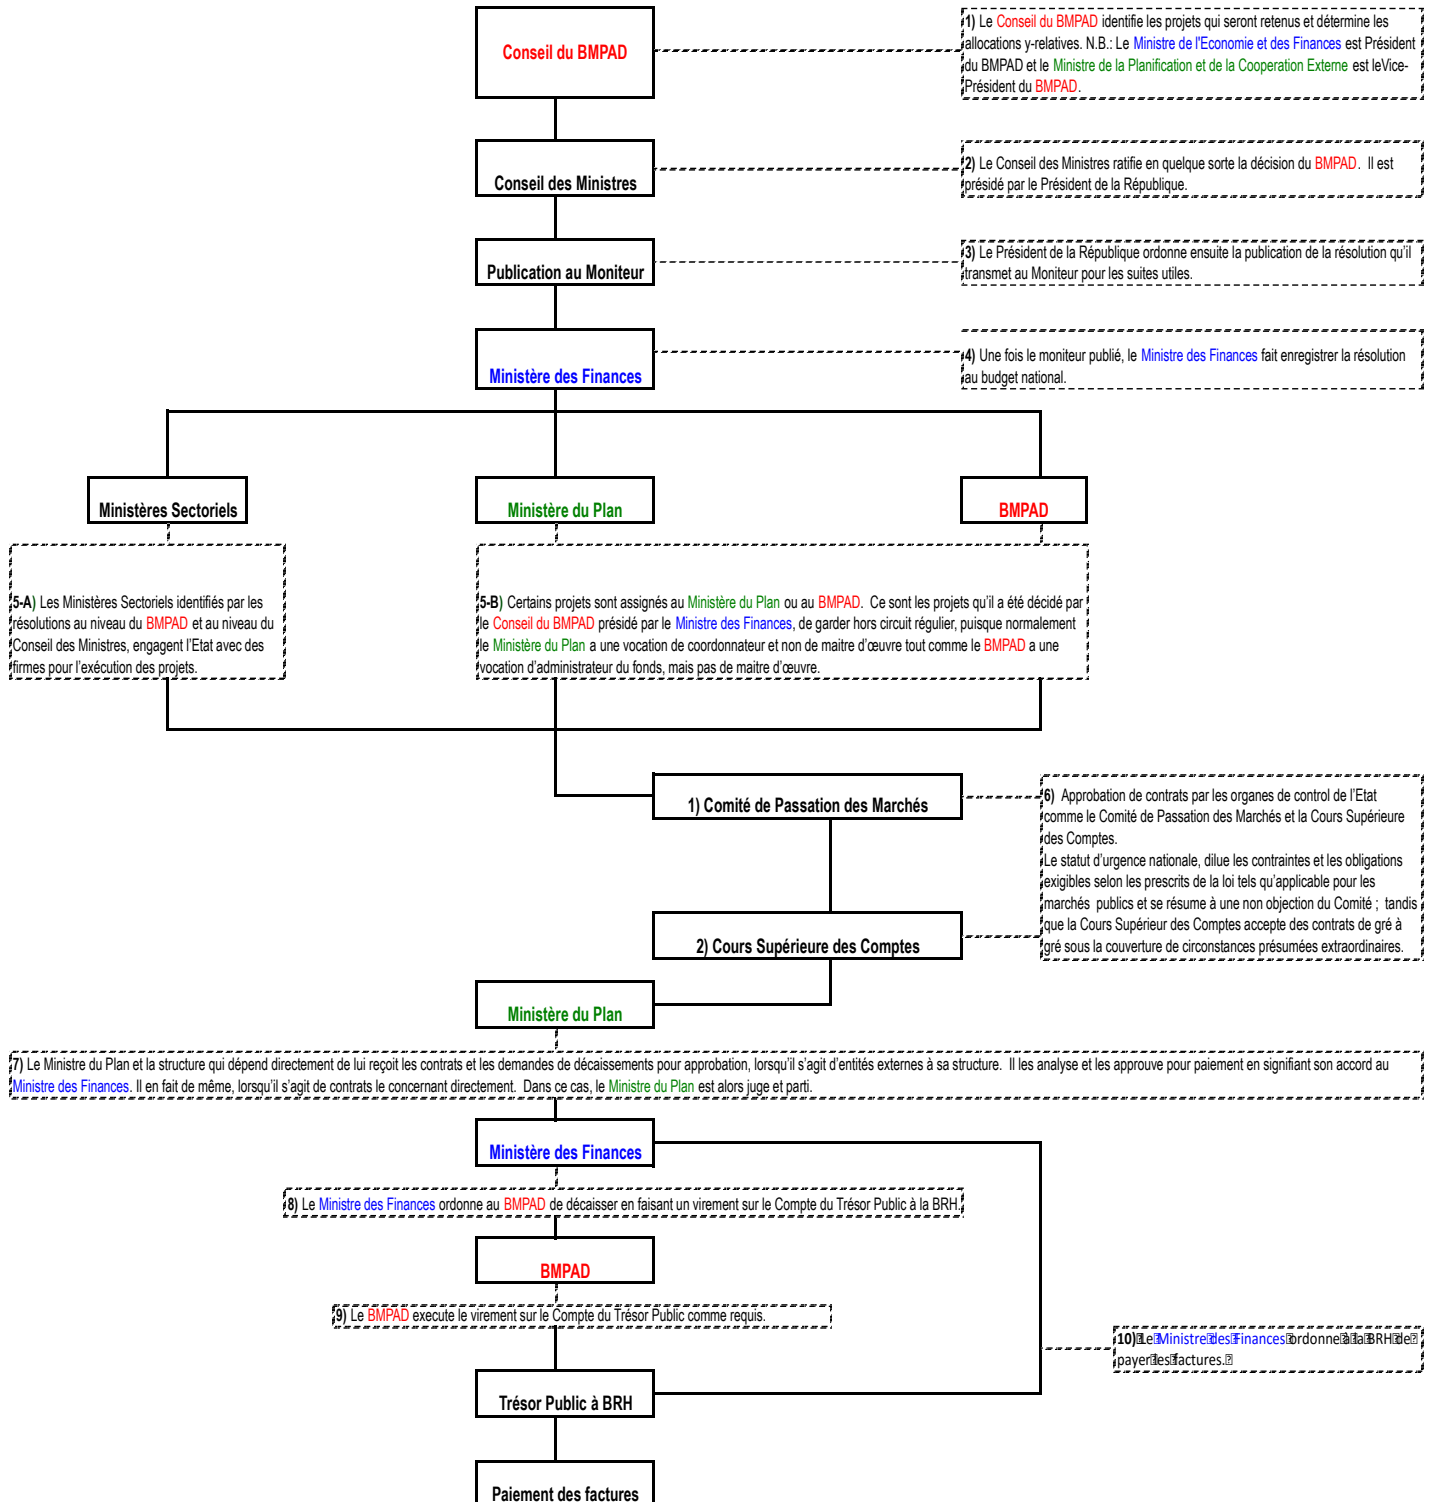 Conseil du BMPAD
1) Le Conseil du BMPAD identifie les projets qui seront retenus et détermine les
allocations y-relatives. N.B.: Le Ministre de l'Economie et des Finances est Président
du BMPAD et le Ministre de la Planification et de la Cooperation Externe est leVice-
Président du BMPAD.
Conseil des Ministres
2) Le Conseil des Ministres ratifie en quelque sorte la décision du BMPAD. Il est
présidé par le Président de la République.
Publication au Moniteur
3) Le Président de la République ordonne ensuite la publication de la résolution qu'il
transmet au Moniteur pour les suites utiles.
Ministère des Finances
4) Une fois le moniteur publié, le Ministre des Finances fait enregistrer la résolution
au budget national.
Ministères Sectoriels
Ministère du Plan
BMPAD
5-A) Les Ministères Sectoriels identifiés par les
résolutions au niveau du BMPAD et au niveau du
Conseil des Ministres, engagent l'Etat avec des
firmes pour l'exécution des projets.
5-B) Certains projets sont assignés au Ministère du Plan ou au BMPAD. Ce sont les projets qu'il a été décidé par
le Conseil du BMPAD présidé par le Ministre des Finances, de garder hors circuit régulier, puisque normalement
le Ministère du Plan a une vocation de coordonnateur et non de maitre d'œuvre tout comme le BMPAD a une
vocation d'administrateur du fonds, mais pas de maitre d'œuvre.
1) Comité de Passation des Marchés
6) Approbation de contrats par les organes de control de l'Etat
comme le Comité de Passation des Marchés et la Cours Supérieure
des Comptes.
Le statut d'urgence nationale, dilue les contraintes et les obligations
exigibles selon les prescrits de la loi tels qu'applicable pour les
marchés publics et se résume à une non objection du Comité ; tandis
que la Cours Supérieur des Comptes accepte des contrats de gré à
gré sous la couverture de circonstances présumées extraordinaires.
2) Cours Supérieure des Comptes
Ministère du Plan
7) Le Ministre du Plan et la structure qui dépend directement de lui reçoit les contrats et les demandes de décaissements pour approbation, lorsqu'il s'agit d'entités externes à sa structure. Il les analyse et les approuve pour paiement en signifiant son accord au
Ministre des Finances. Il en fait de même, lorsqu'il s'agit de contrats le concernant directement. Dans ce cas, le Ministre du Plan est alors juge et parti.
Ministère des Finances
8) Le Ministre des Finances ordonne au BMPAD de décaisser en faisant un virement sur le Compte du Trésor Public à la BRH.
BMPAD
9) Le BMPAD execute le virement sur le Compte du Trésor Public comme requis.
10) Le Ministre des Finances ordonne à la BRH de
payer les factures.
Trésor Public à BRH
Paiement des factures